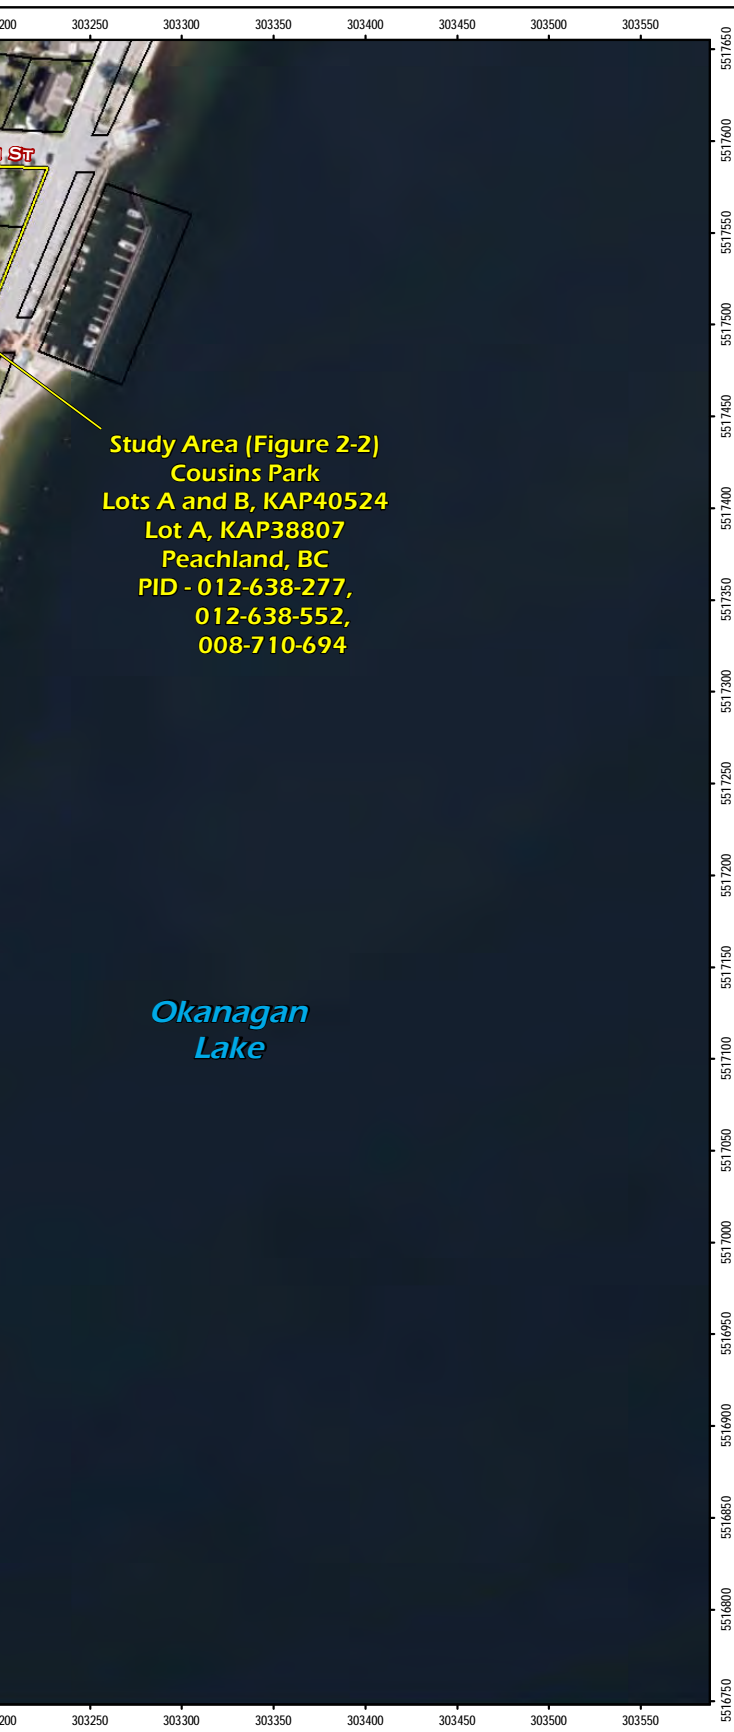 200 303250 303300 303350 303400 303450 303500 303550
5517650
5517600
ST
5517550
5517500
5517450
Study Area (Figure 2-2)
Cousins Park
Lots A and B, KAP40524
5517400
Lot A, KAP38807
Peachland, BC
PID - 012-638-277,
5517350
012-638-552,
008-710-694
5517300
5517250
5517200
5517150
Okanagan
Lake
5517100
5517050
5517000
5516950
5516900
5516850
5516800
5516750
200 303250 303300 303350 303400 303450 303500 303550